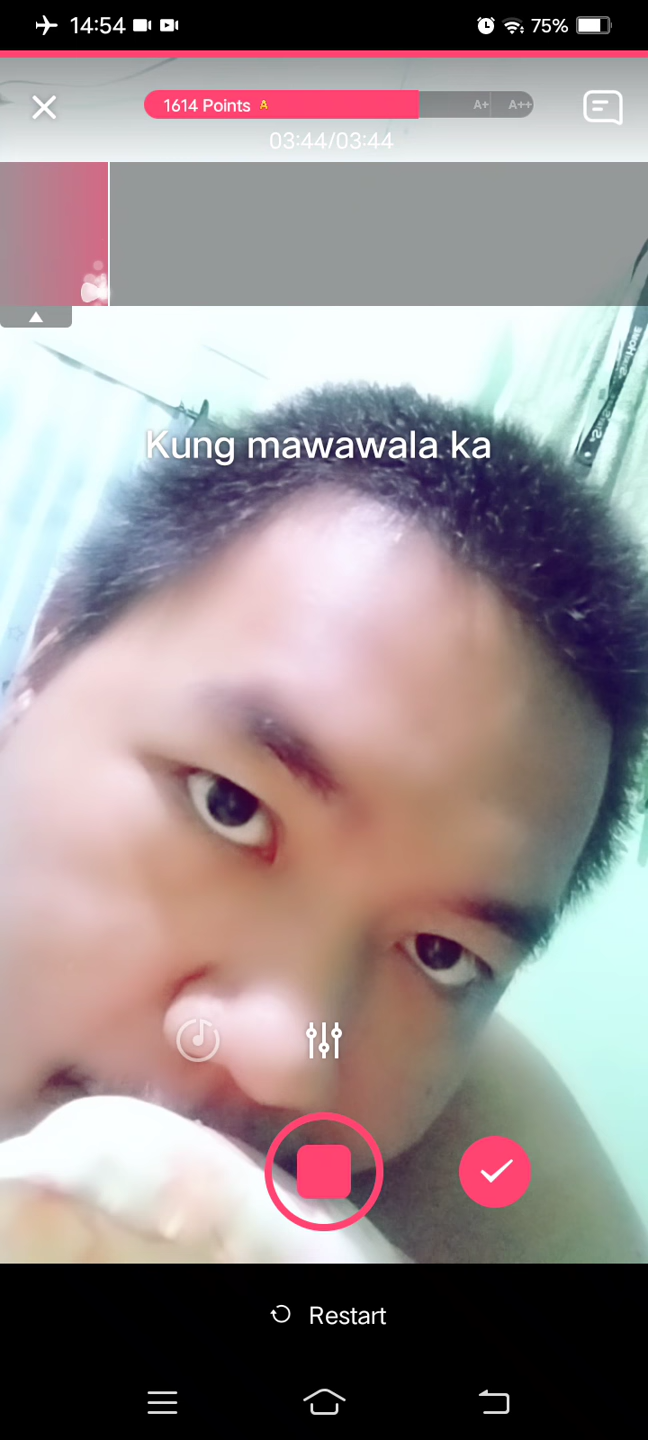 14:54
75%
1614 Points A
A+
A++
03:44/03:44
Kung mawawala ka
Restart